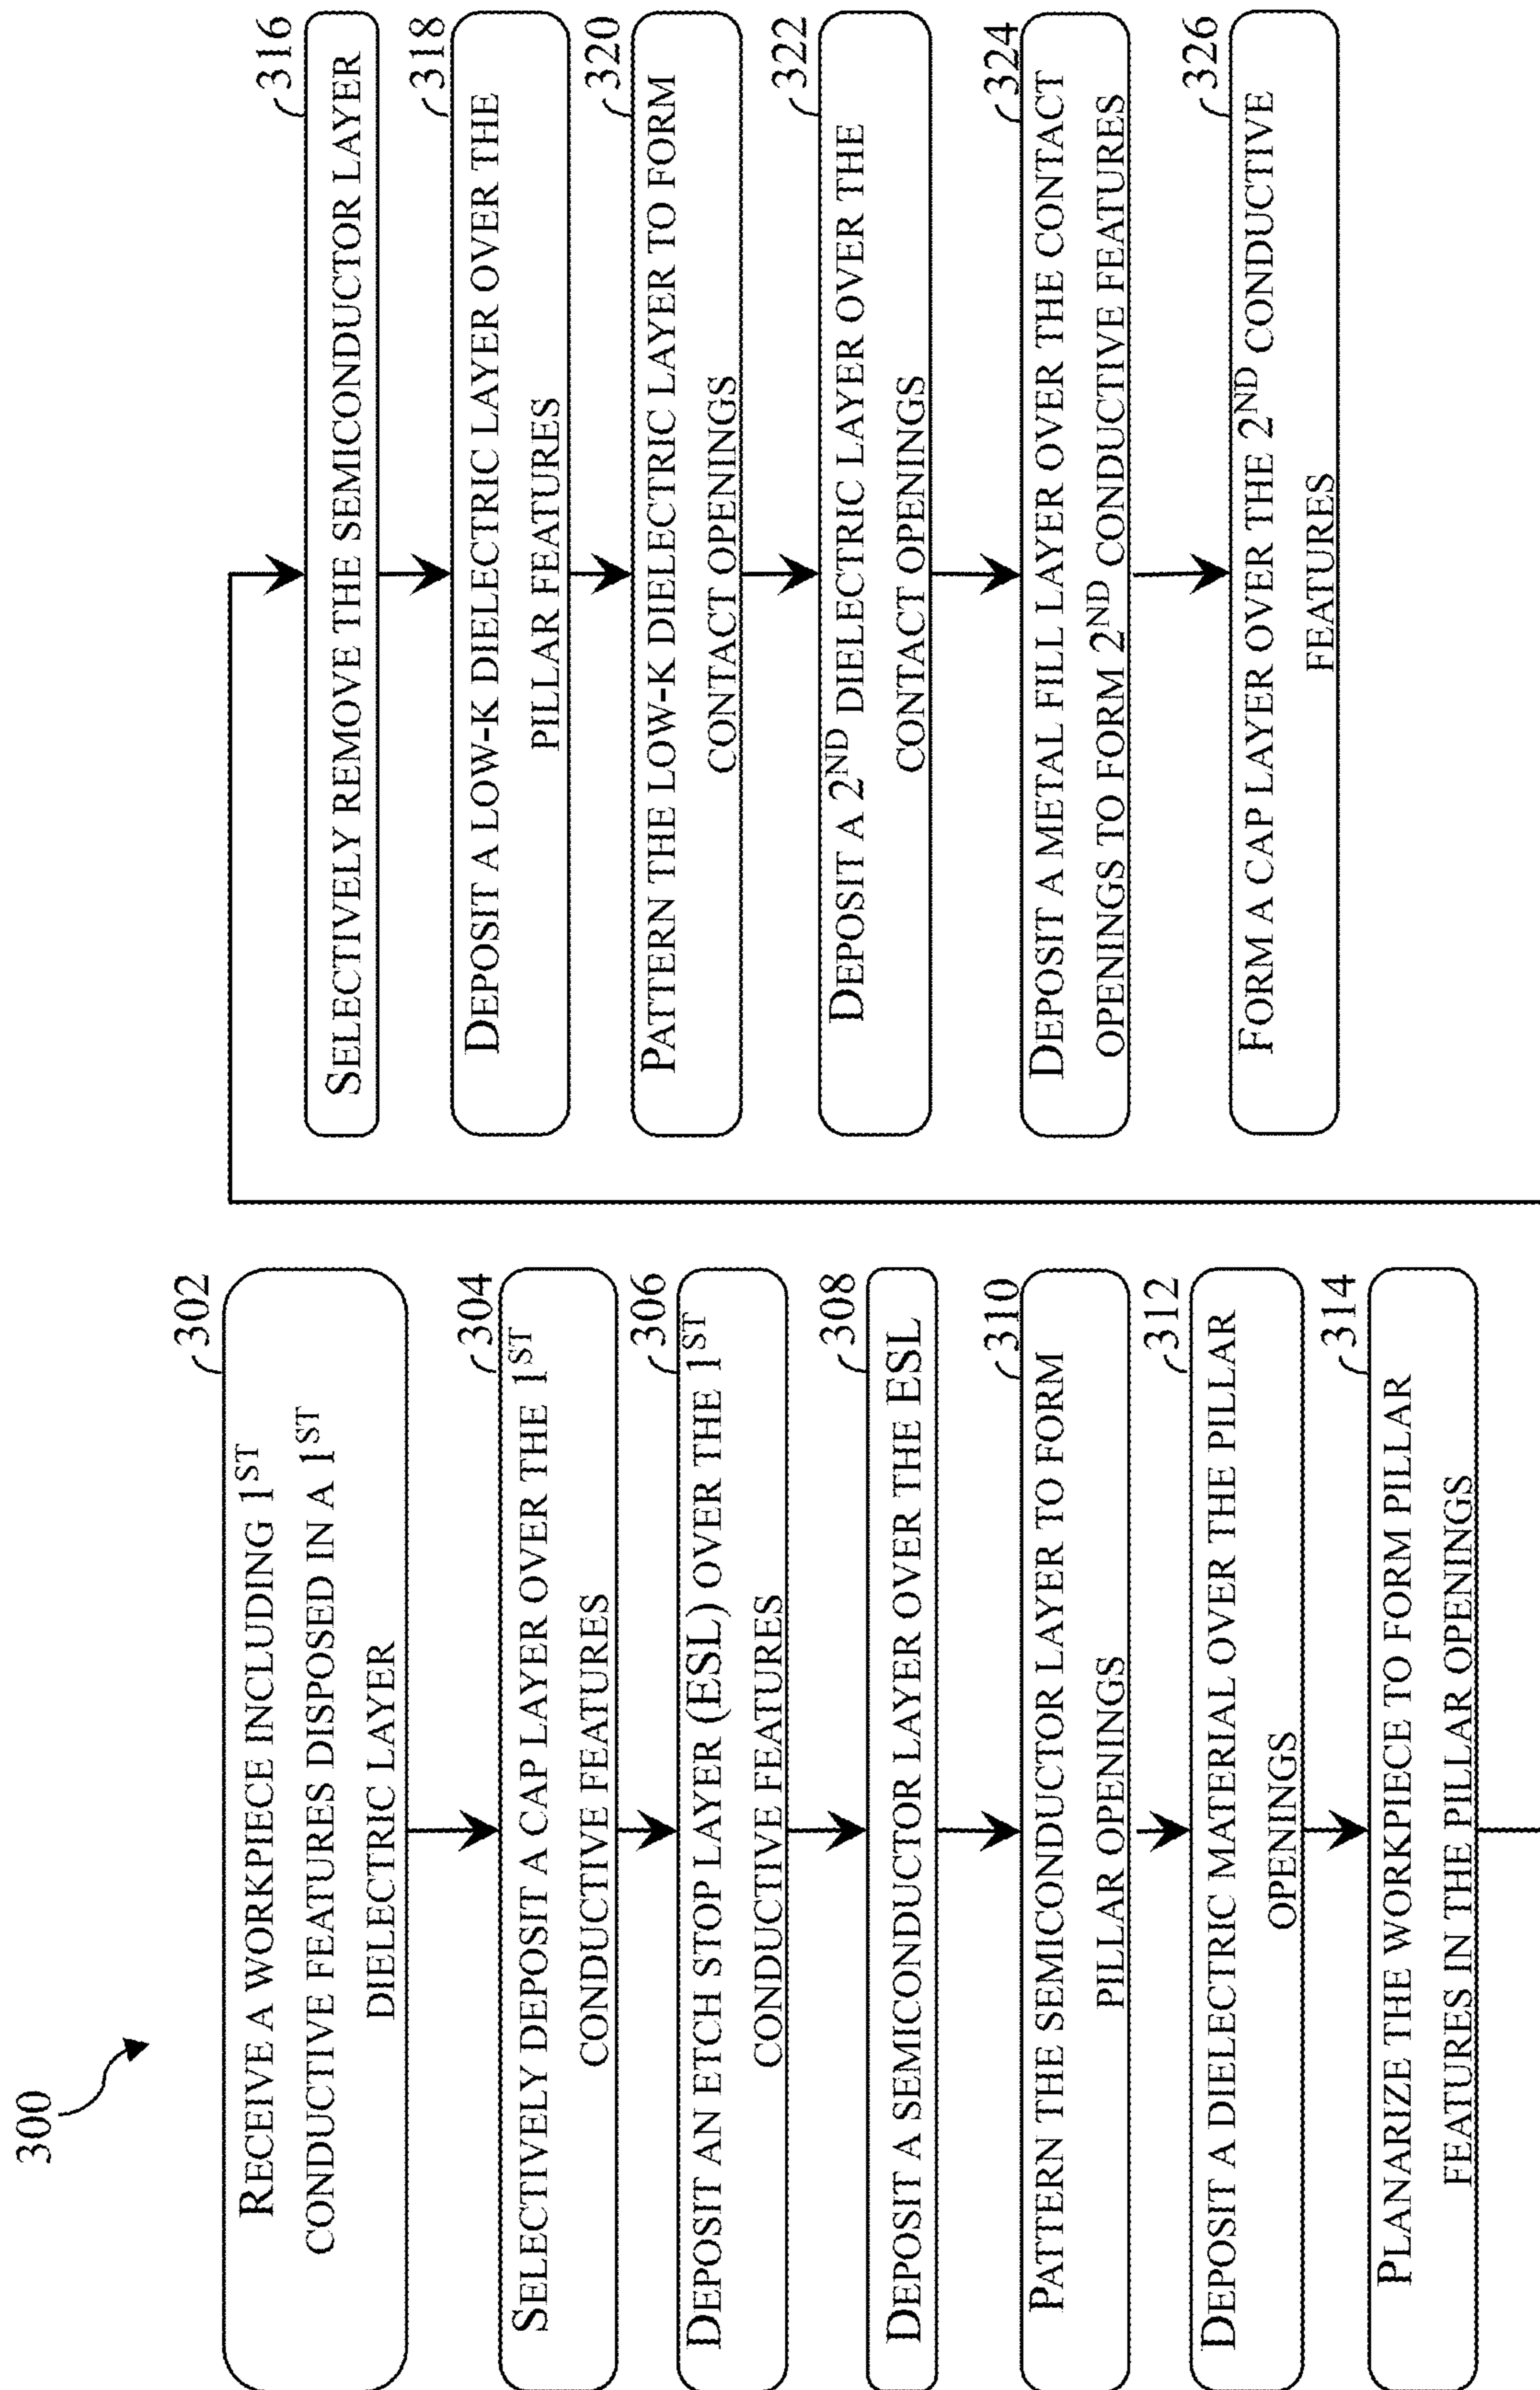 300
302
RECEIVE A WORKPIECE INCLUDING 1ST
CONDUCTIVE FEATURES DISPOSED IN A 1ST
DIELECTRIC LAYER
304
SELECTIVELY DEPOSIT A CAP LAYER OVER THE 1ST
CONDUCTIVE FEATURES
306
DEPOSIT AN ETCH STOP LAYER (ESL) OVER THE 1ST
CONDUCTIVE FEATURES
308
DEPOSIT A SEMICONDUCTOR LAYER OVER THE ESL
310
PATTERN THE SEMICONDUCTOR LAYER TO FORM
PILLAR OPENINGS
312
DEPOSIT A DIELECTRIC MATERIAL OVER THE PILLAR
OPENINGS
314
PLANARIZE THE WORKPIECE TO FORM PILLAR
FEATURES IN THE PILLAR OPENINGS
316
SELECTIVELY REMOVE THE SEMICONDUCTOR LAYER
318
DEPOSIT A LOW-K DIELECTRIC LAYER OVER THE
PILLAR FEATURES
320
PATTERN THE LOW-K DIELECTRIC LAYER TO FORM
CONTACT OPENINGS
322
DEPOSIT A 2ND DIELECTRIC LAYER OVER THE
CONTACT OPENINGS
324
DEPOSIT A METAL FILL LAYER OVER THE CONTACT
OPENINGS TO FORM 2ND CONDUCTIVE FEATURES
326
FORM A CAP LAYER OVER THE 2ND CONDUCTIVE
FEATURES